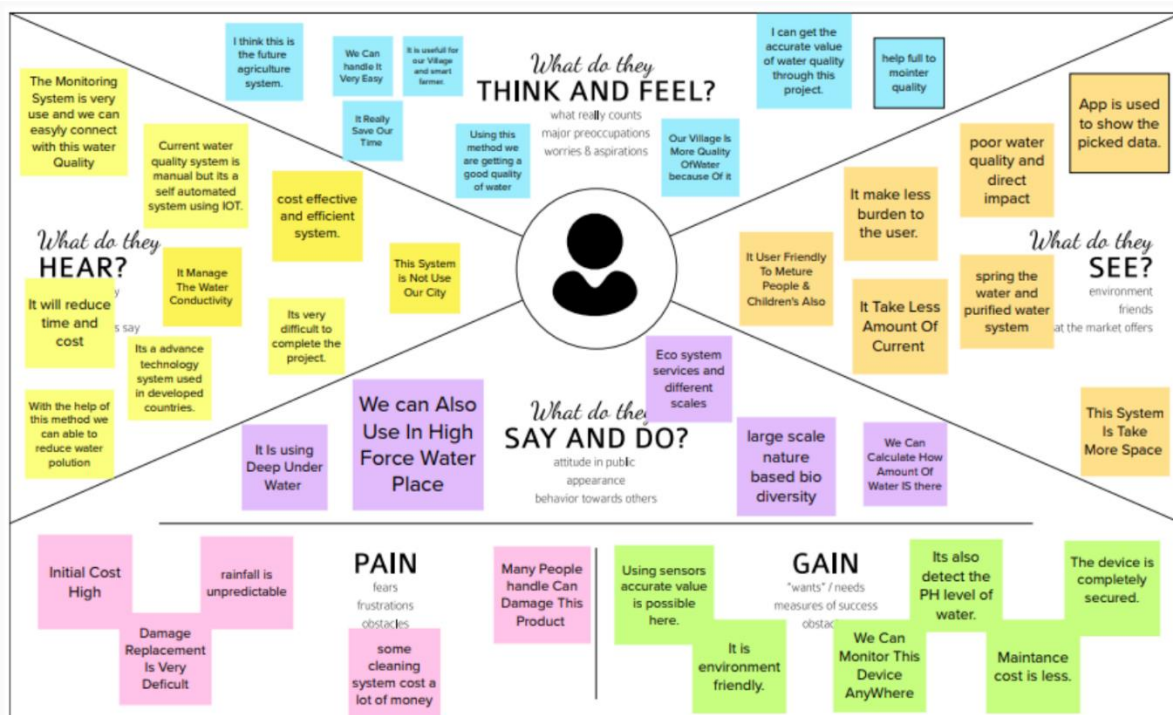 What do they
THINK AND FEEL?
what really counts
major preoccupations
worries & aspirations
I think this is
the future
agriculture
system.
We Can
handle It
Very Easy
It is usefull for
our Village
and smart
farmer.
It Really
Save Our
Time
Using this
method we
are getting a
good quality
of water
I can get the
accurate value
of water quality
through this
project.
help full to
mointer
quality
Our Village Is
More Quality
OfWater
because Of it
What do they
HEAR?
s say
The Monitoring
System is very
use and we can
easyly connect
with this water
Quality
Current water
quality system is
manual but its a
self automated
system using IOT.
cost effective
and efficient
system.
It Manage
The Water
Conductivity
This System
is Not Use
Our City
It will reduce
time and
cost
Its very
difficult to
complete the
project.
Its a advance
technology
system used
in developed
countries.
With the help of
this method we
can able to
reduce water
polution
What do they
SEE?
environment
friends
at the market offers
App is used
to show the
picked data.
poor water
quality and
direct
impact
It make less
burden to
the user.
It User Friendly
To Meture
People &
Children's Also
spring the
water and
purified water
system
It Take Less
Amount Of
Current
This System
Is Take
More Space
What do they
SAY AND DO?
attitude in public
appearance
behavior towards others
It Is using
Deep Under
Water
We can Also
Use In High
Force Water
Place
Eco system
services and
different
scales
large scale
nature
based bio
diversity
We Can
Calculate How
Amount Of
Water IS there
PAIN
fears
frustrations
obstacles
Initial Cost
High
rainfall is
unpredictable
Damage
Replacement
Is Very
Deficult
some
cleaning
system cost a
lot of money
Many People
handle Can
Damage This
Product
GAIN
"wants" / needs
measures of success
obstac
Using sensors
accurate value
is possible
here.
It is
environment
friendly.
We Can
Monitor This
Device
AnyWhere
Its also
detect the
PH level of
water.
Maintance
cost is less.
The device is
completely
secured.